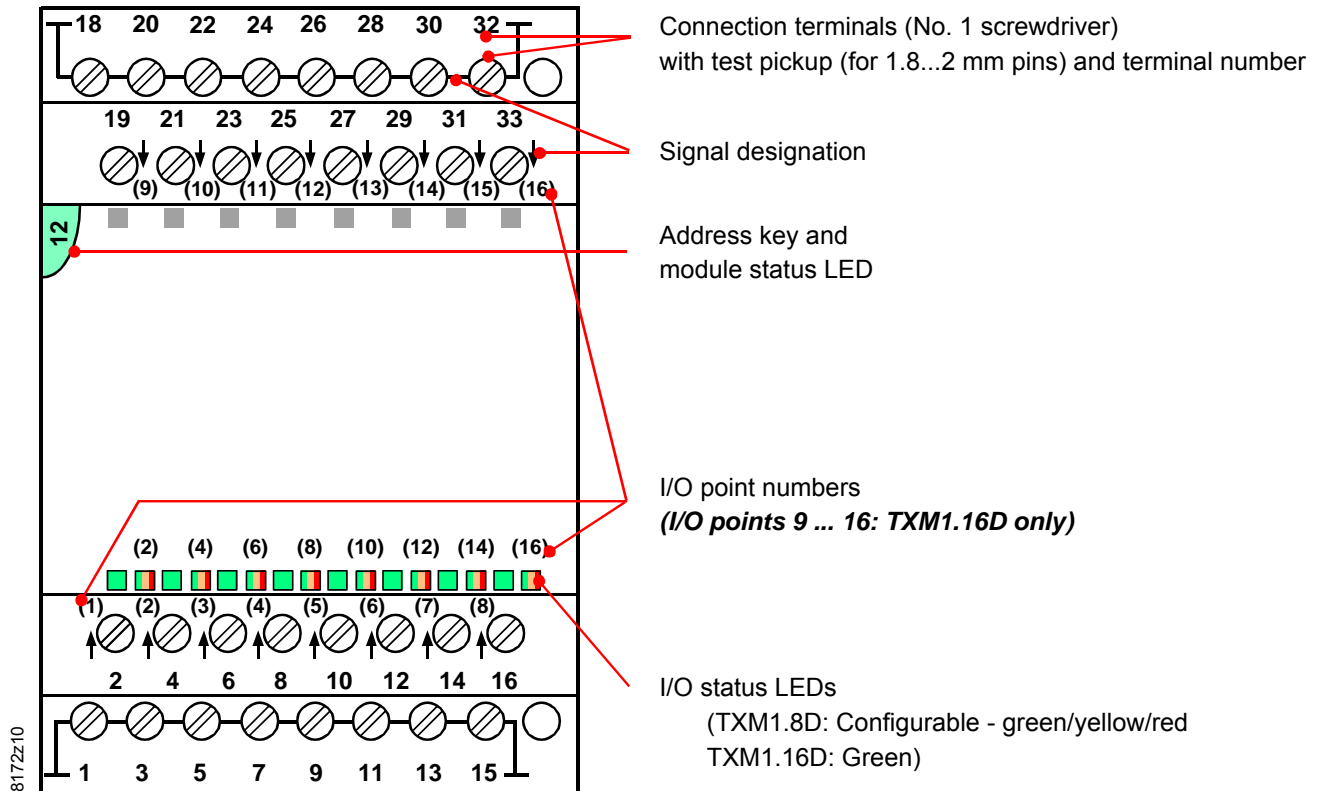 18 20 22 24 26 28 30 32
Connection terminals (No. 1 screwdriver)
with test pickup (for 1.8...2 mm pins) and terminal number
19 21 23 25 27 29 31 33
Signal designation
(9) (10) (11) (12) (13) (14) (15) (16)
12
Address key and
module status LED
I/O point numbers
(I/O points 9 ... 16: TXM1.16D only)
(2) (4) (6) (8) (10) (12) (14) (16)
(1) (2) (3) (4) (5) (6) (7) (8)
2 4 6 8 10 12 14 16
I/O status LEDs
(TXM1.8D: Configurable - green/yellow/red
TXM1.16D: Green)
1 3 5 7 9 11 13 15
8172z10